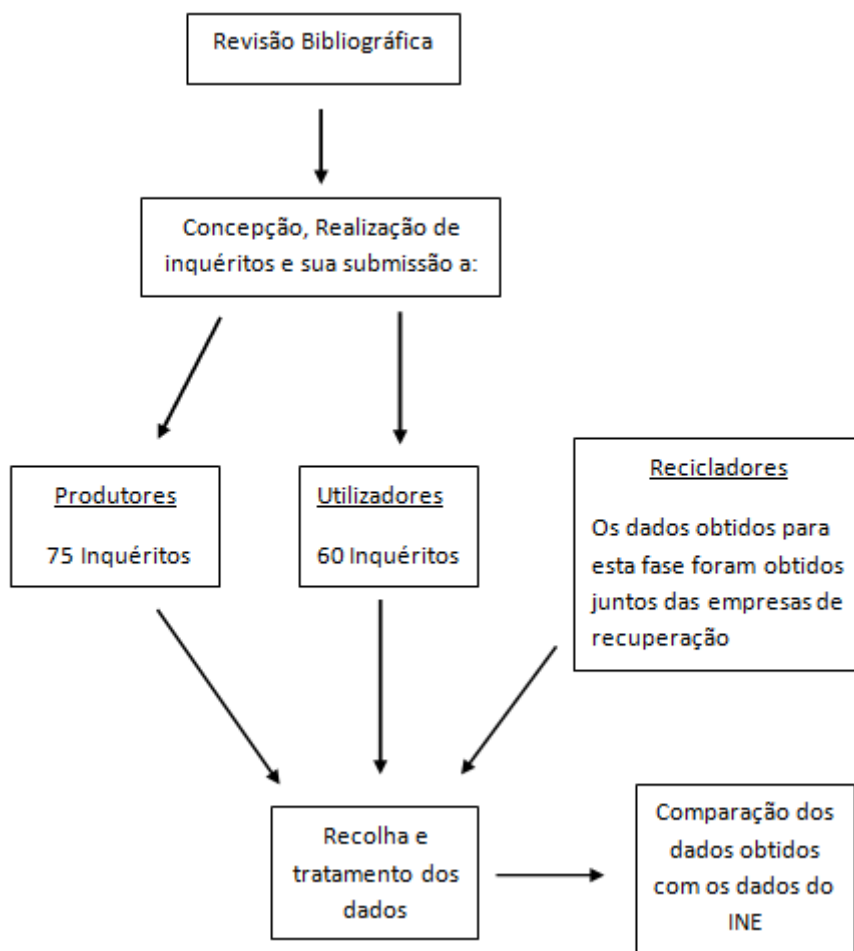 Revisão Bibliográfica
Concepção, Realização de
inquéritos e sua submissão a:
Produtores
75 Inquéritos
Utilizadores
60 Inquéritos
Recicladores
Os dados obtidos para
esta fase foram obtidos
juntos das empresas de
recuperação
Recolha e
tratamento dos
dados
Comparação dos
dados obtidos
com os dados do
INE